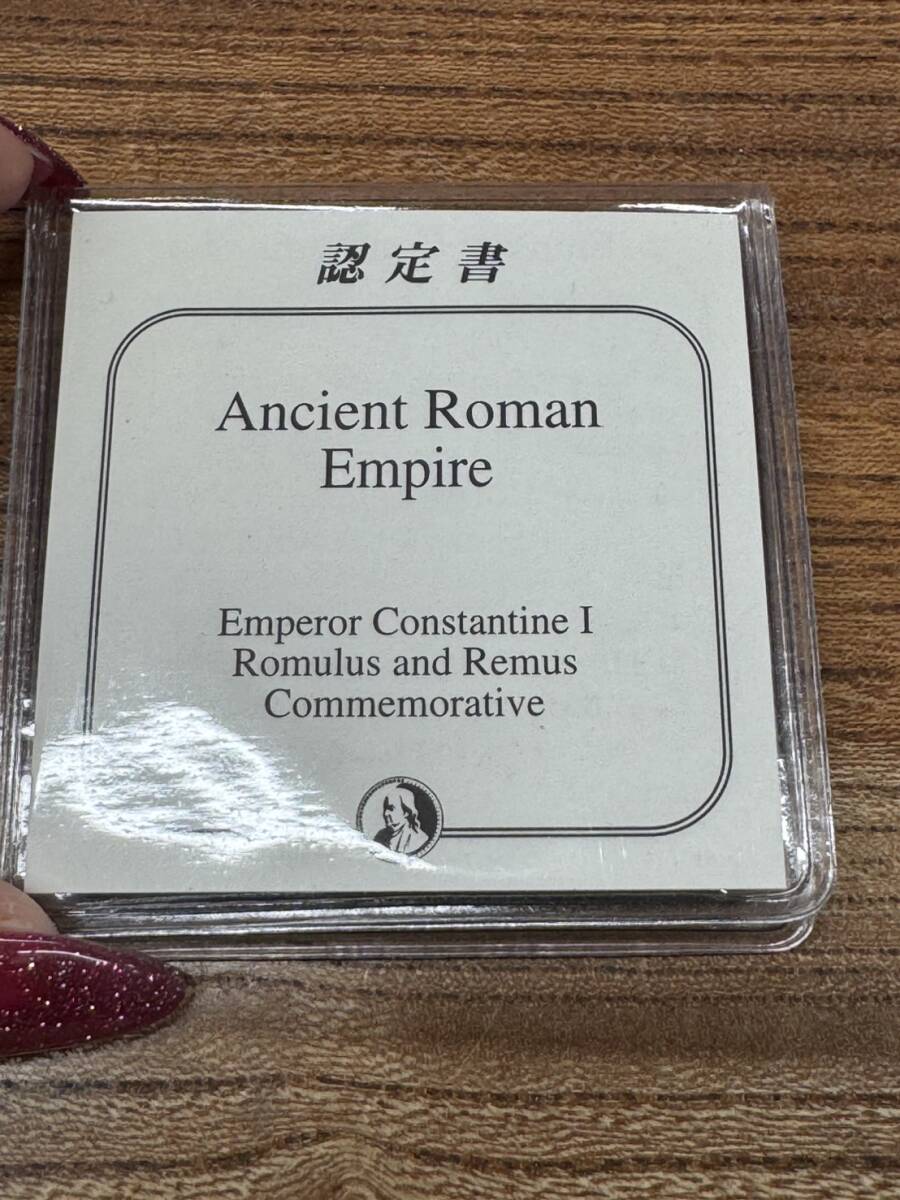 認定書
Ancient Roman
Empire
Emperor Constantine I
Romulus and Remus
Commemorative